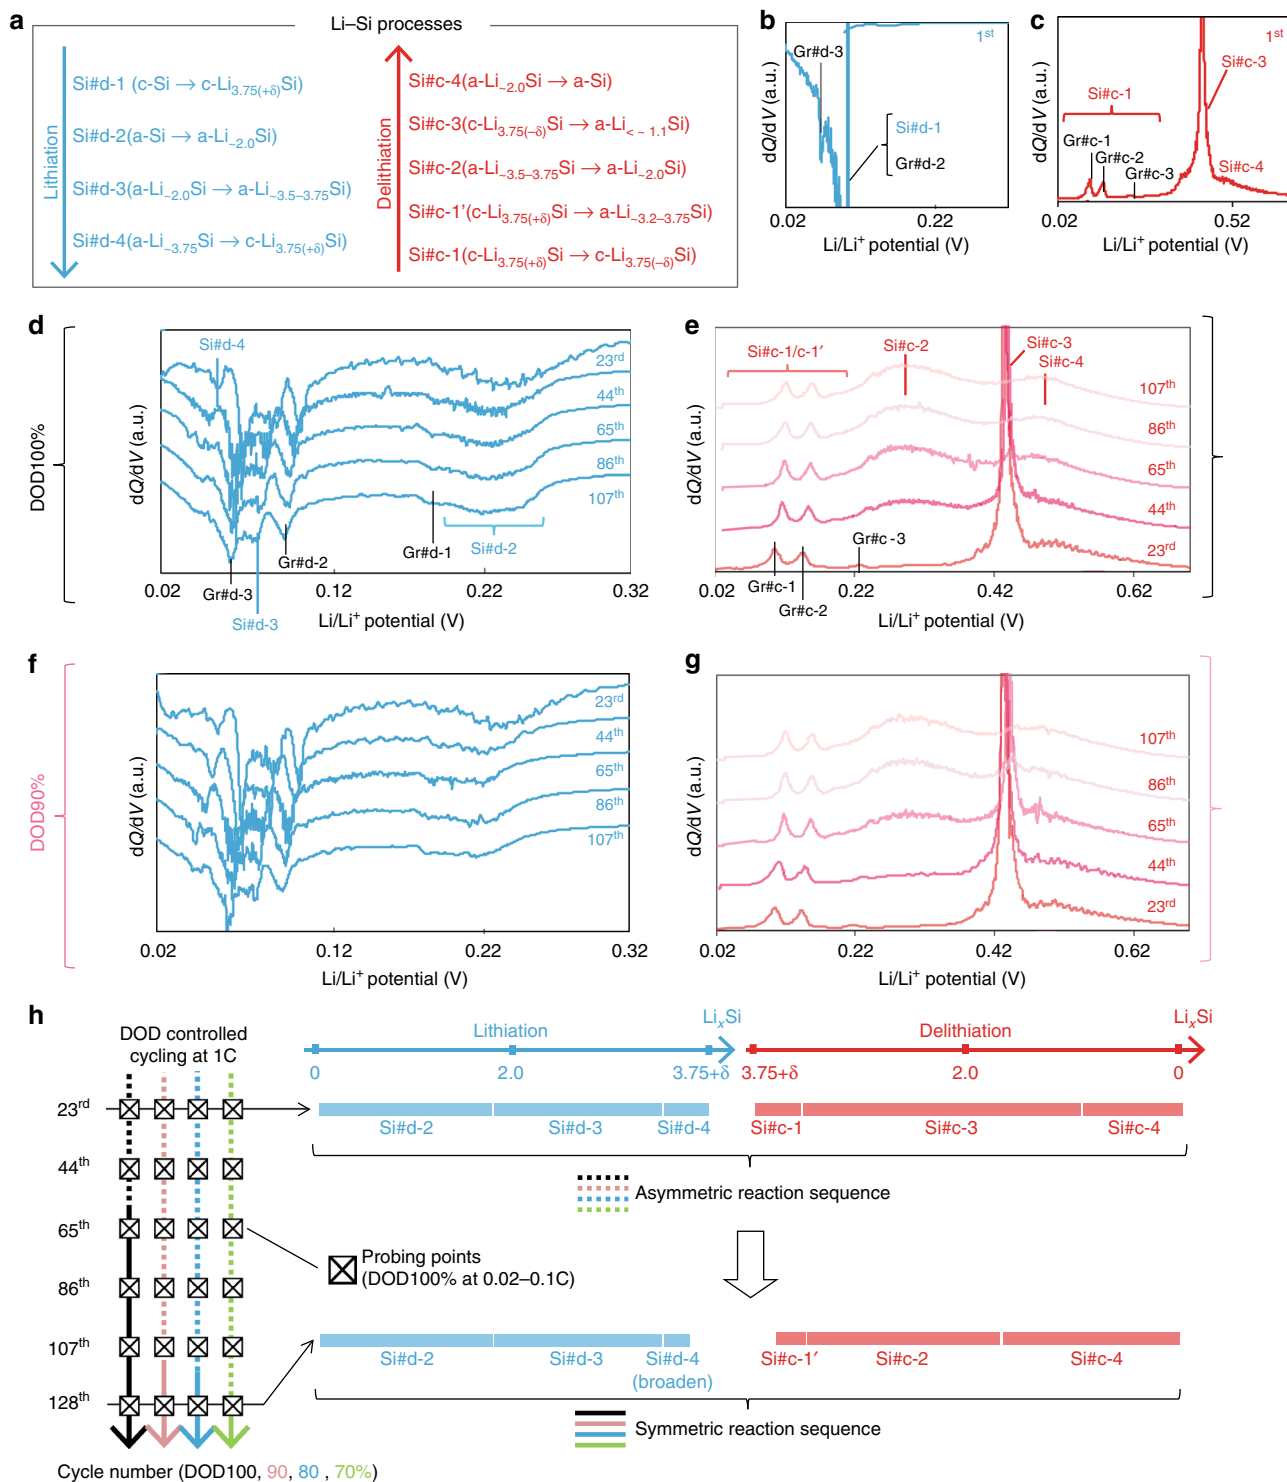 a
Li–Si processes
Lithiation
Si#d-1 (c-Si → c-Li3.75(+δ)Si)
Si#d-2(a-Si → a-Li~2.0Si)
Si#d-3(a-Li~2.0Si → a-Li~3.5–3.75Si)
Si#d-4(a-Li~3.75Si → c-Li3.75(+δ)Si)
Delithiation
Si#c-4(a-Li~2.0Si → a-Si)
Si#c-3(c-Li3.75(–δ)Si → a-Li< ~ 1.1Si)
Si#c-2(a-Li~3.5–3.75Si → a-Li~2.0Si)
Si#c-1'(c-Li3.75(+δ)Si → a-Li~3.2–3.75Si)
Si#c-1(c-Li3.75(+δ)Si → c-Li3.75(–δ)Si)
b
1st
Gr#d-3
Si#d-1
Gr#d-2
dQ/dV (a.u.)
0.02 0.22
Li/Li+ potential (V)
c
1st
Si#c-3
Si#c-1
Gr#c-1
Gr#c-2
Gr#c-3
Si#c-4
dQ/dV (a.u.)
0.02 0.52
Li/Li+ potential (V)
DOD100%
d
Si#d-4
23rd
44th
65th
86th
107th
Gr#d-1
Si#d-2
Gr#d-2
Gr#d-3
Si#d-3
dQ/dV (a.u.)
0.02 0.12 0.22 0.32
Li/Li+ potential (V)
e
Si#c-1/c-1′
Si#c-2
Si#c-3
Si#c-4
107th
86th
65th
44th
23rd
Gr#c-3
Gr#c-1
Gr#c-2
dQ/dV (a.u.)
0.02 0.22 0.42 0.62
Li/Li+ potential (V)
DOD90%
f
23rd
44th
65th
86th
107th
dQ/dV (a.u.)
0.02 0.12 0.22 0.32
Li/Li+ potential (V)
g
107th
86th
65th
44th
23rd
dQ/dV (a.u.)
0.02 0.22 0.42 0.62
Li/Li+ potential (V)
h
DOD controlled
cycling at 1C
23rd
44th
65th
86th
107th
128th
Cycle number (DOD100, 90, 80 , 70%)
Lithiation
LixSi
0 2.0 3.75+δ
Delithiation
LixSi
3.75+δ 2.0 0
Si#d-2 Si#d-3 Si#d-4
Si#c-1 Si#c-3 Si#c-4
Asymmetric reaction sequence
Probing points
(DOD100% at 0.02–0.1C)
Si#d-2 Si#d-3 Si#d-4
(broaden)
Si#c-1′ Si#c-2 Si#c-4
Symmetric reaction sequence